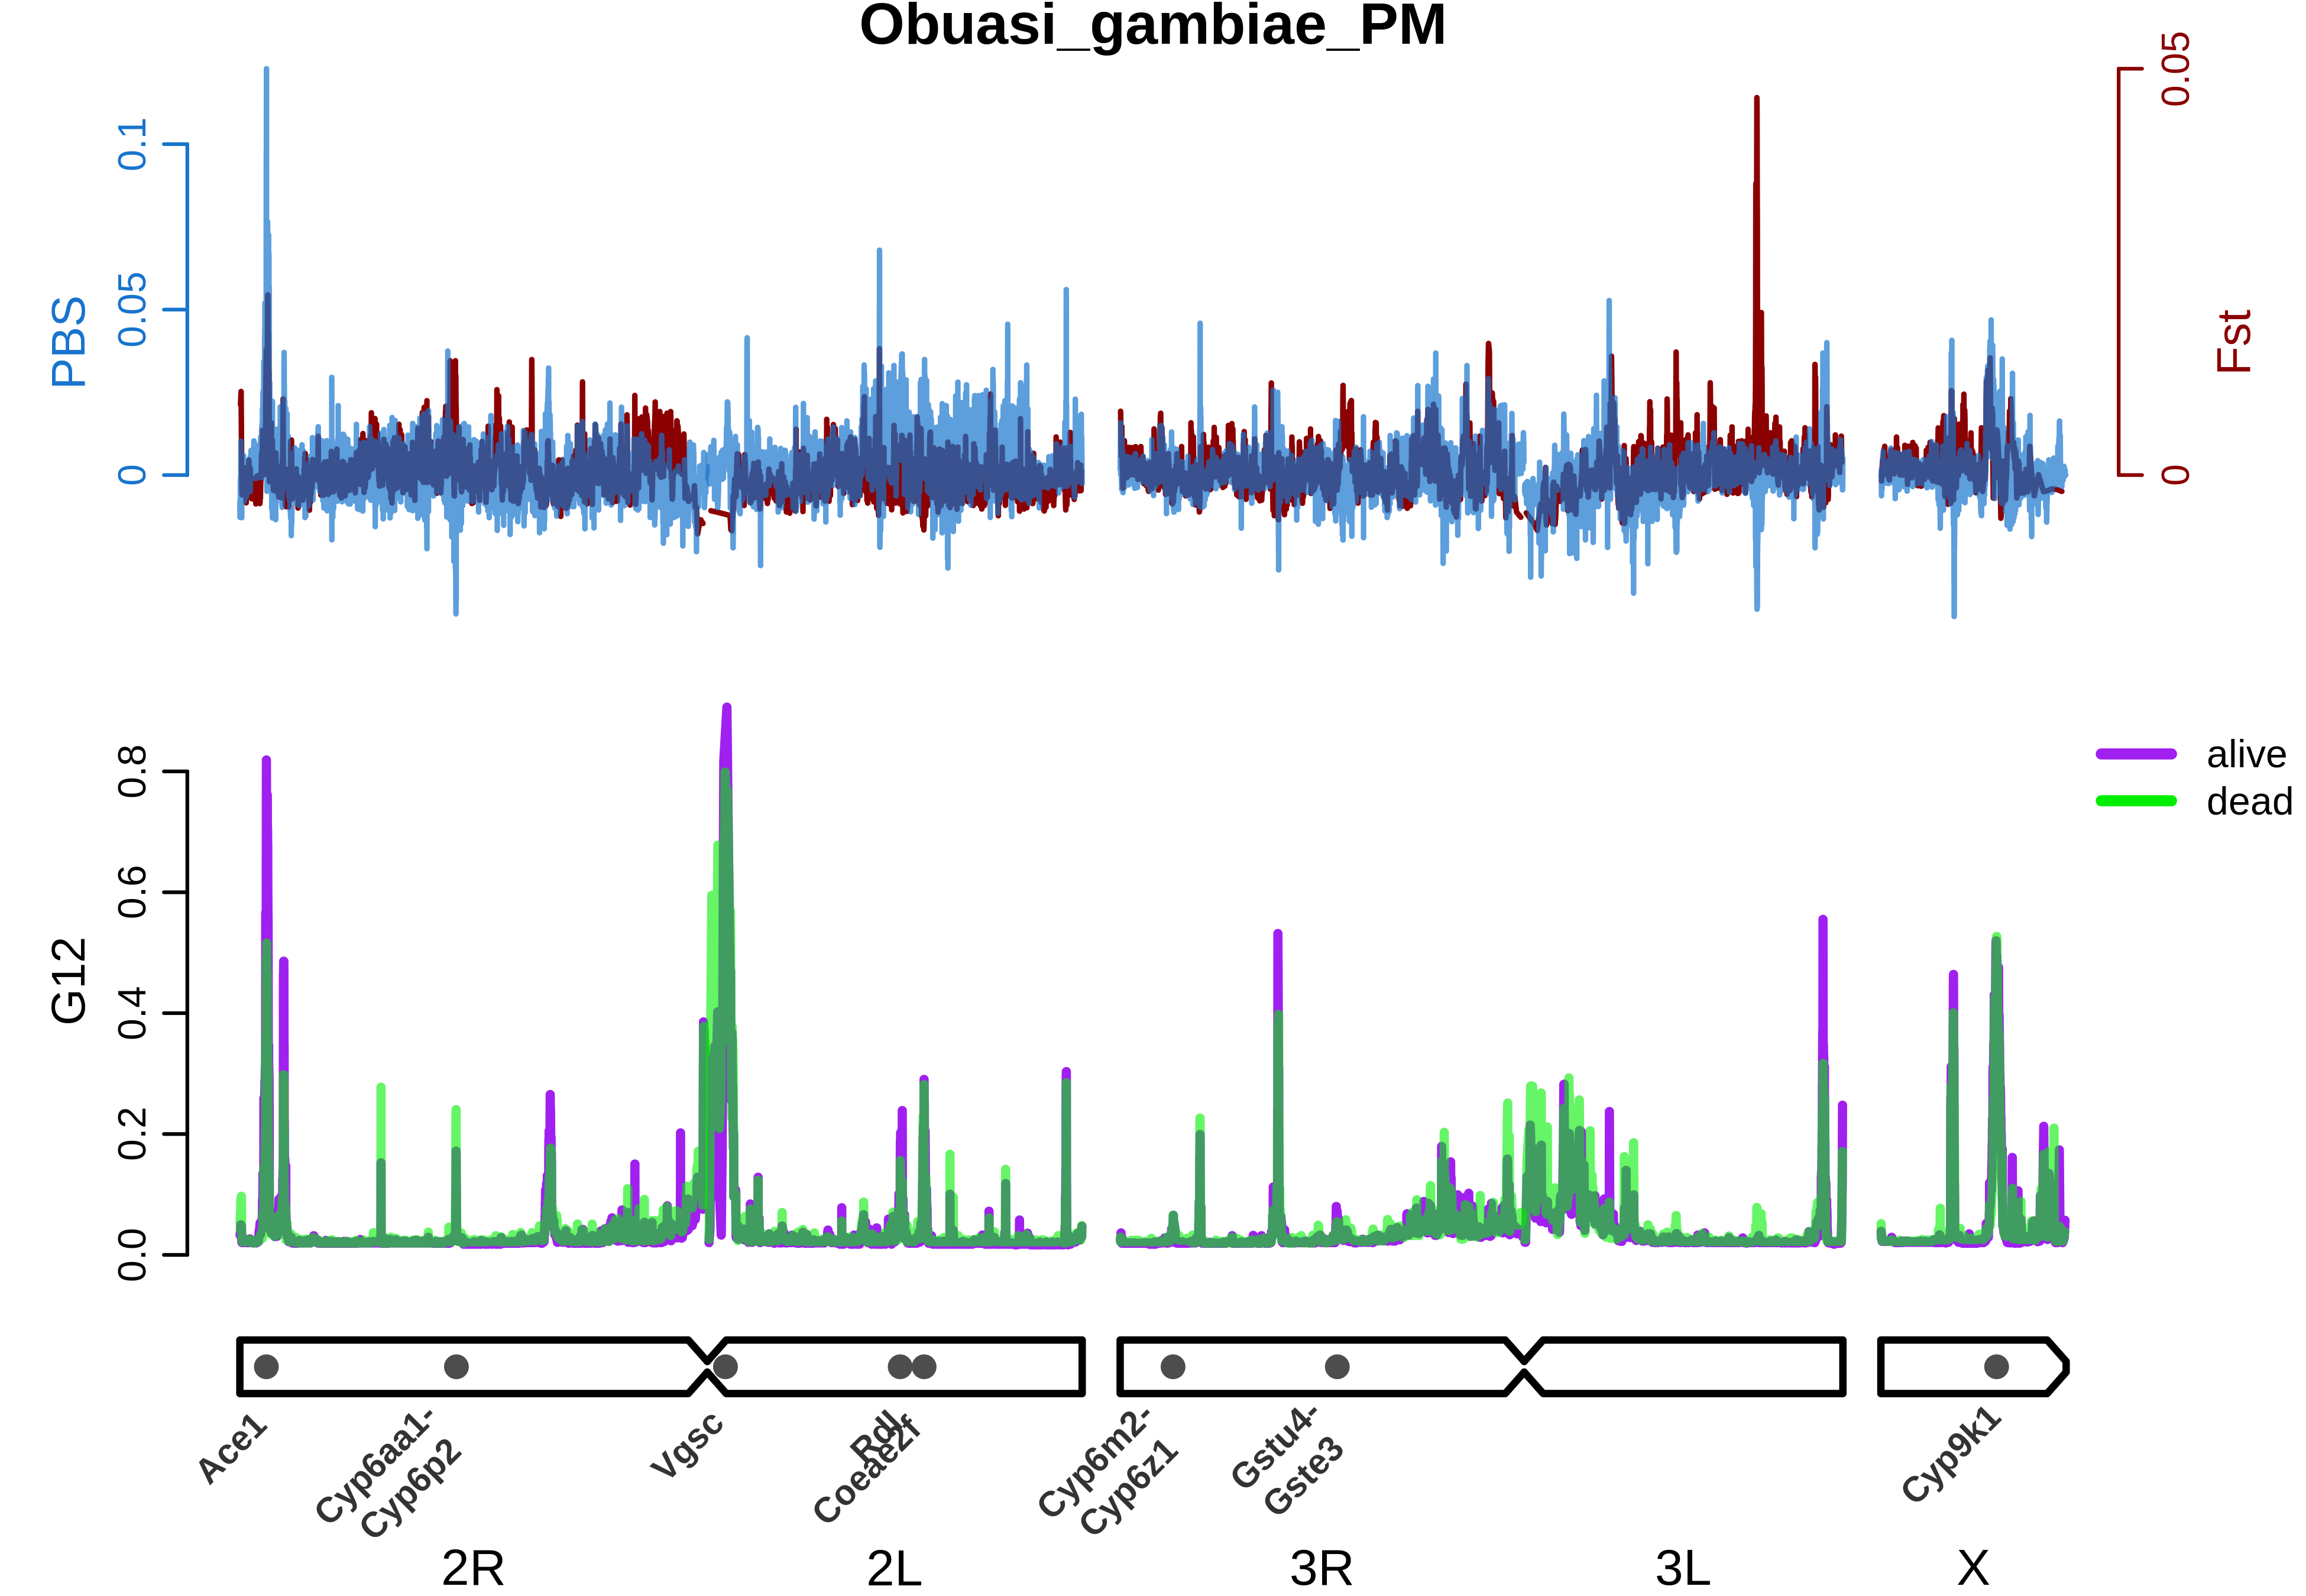 Obuasi_gambiae_PM
PBS
0
0.05
0.1
Fst
0
0.05
G12
0.0
0.2
0.4
0.6
0.8
alive
dead
Ace1
Cyp6aa1-
Cyp6p2
Vgsc
Rdl
Coeae2f
Cyp6m2-
Cyp6z1
Gstu4-
Gste3
Cyp9k1
2R
2L
3R
3L
X